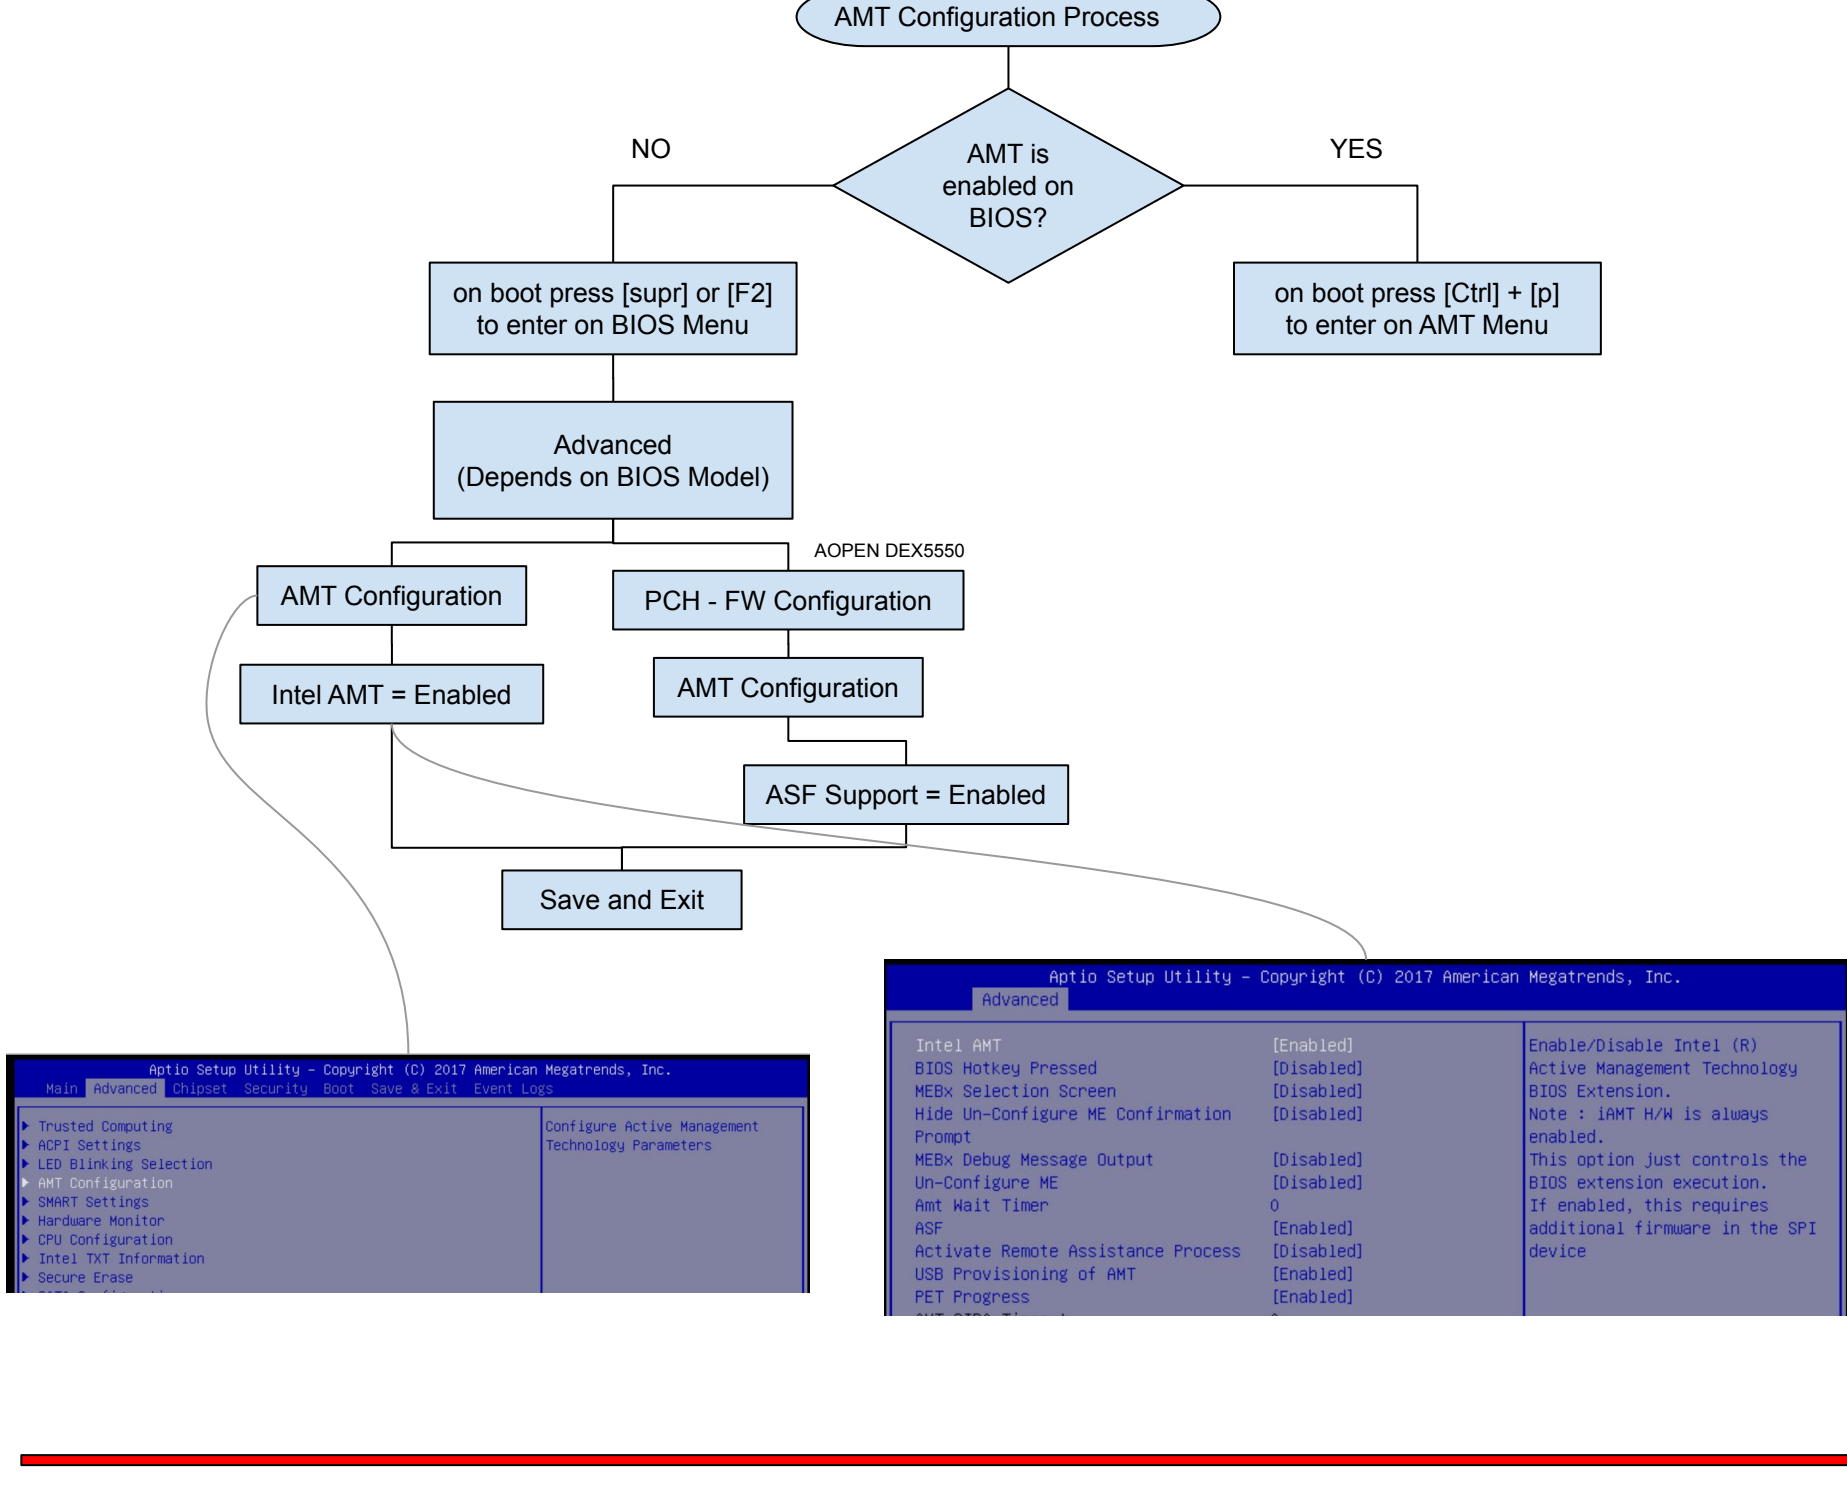 AMT Configuration Process
AMT is
enabled on
BIOS?
NO
YES
on boot press [supr] or [F2]
to enter on BIOS Menu
on boot press [Ctrl] + [p]
to enter on AMT Menu
Advanced
(Depends on BIOS Model)
AOPEN DEX5550
AMT Configuration
PCH - FW Configuration
Intel AMT = Enabled
AMT Configuration
ASF Support = Enabled
Save and Exit
Aptio Setup Utility – Copyright (C) 2017 American Megatrends, Inc.
Main Advanced Chipset Security Boot Save & Exit Event Logs
Trusted Computing
ACPI Settings
LED Blinking Selection
AMT Configuration
SMART Settings
Hardware Monitor
CPU Configuration
Intel TXT Information
Secure Erase
Configure Active Management
Technology Parameters
Aptio Setup Utility – Copyright (C) 2017 American Megatrends, Inc.
Advanced
Intel AMT [Enabled]
BIOS Hotkey Pressed [Disabled]
MEBx Selection Screen [Disabled]
Hide Un-Configure ME Confirmation [Disabled]
Prompt
MEBx Debug Message Output [Disabled]
Un-Configure ME [Disabled]
Amt Wait Timer 0
ASF [Enabled]
Activate Remote Assistance Process [Disabled]
USB Provisioning of AMT [Enabled]
PET Progress [Enabled]
Enable/Disable Intel (R)
Active Management Technology
BIOS Extension.
Note : iAMT H/W is always
enabled.
This option just controls the
BIOS extension execution.
If enabled, this requires
additional firmware in the SPI
device